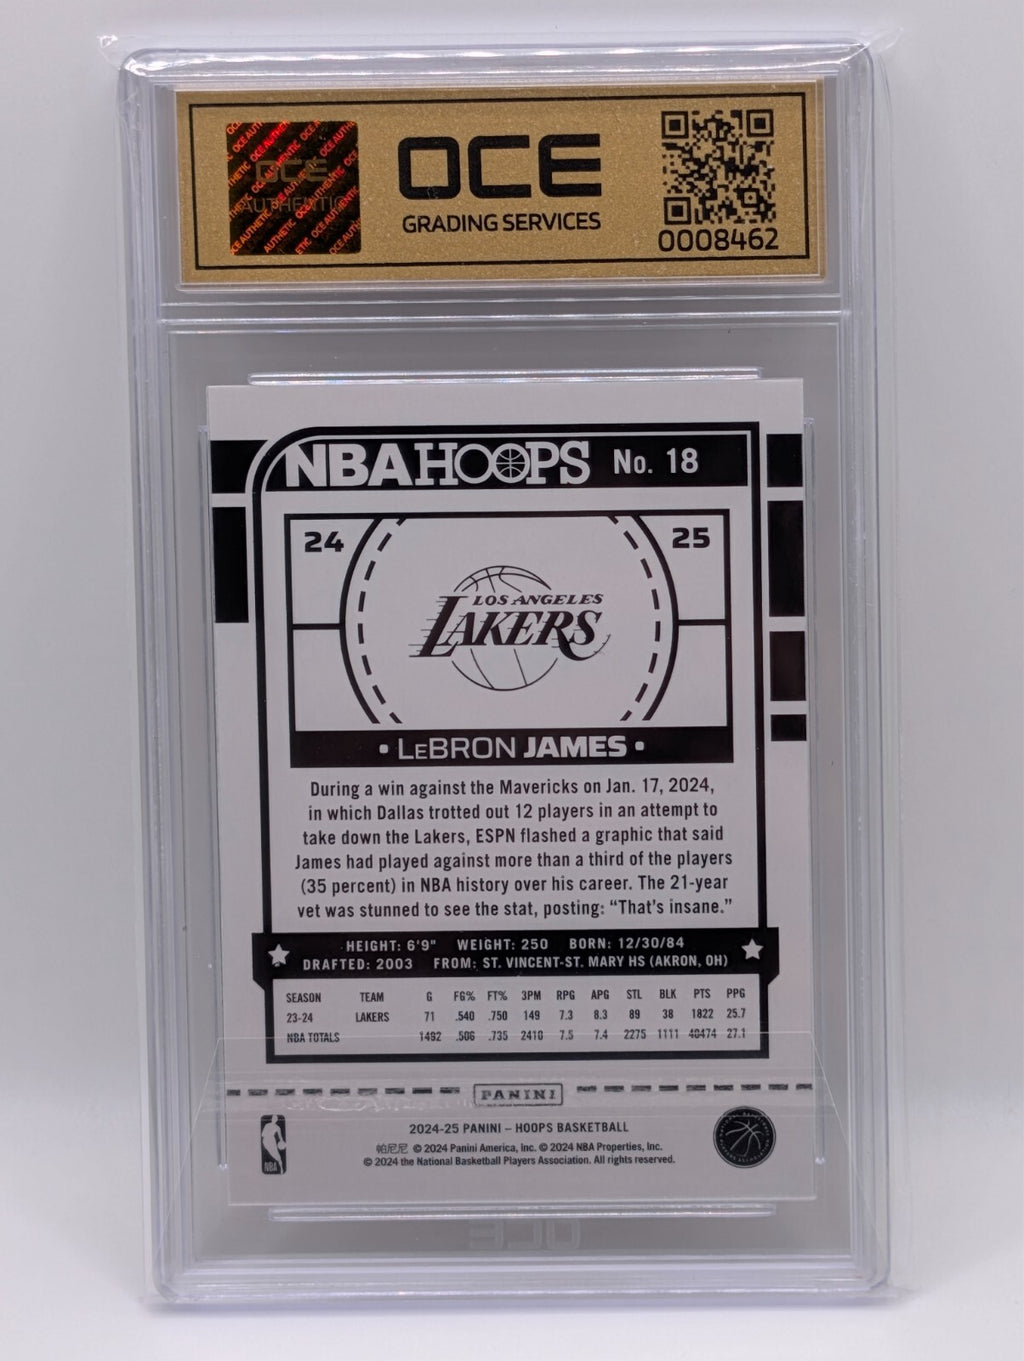 OCE
AUTHENTIC
OCE
GRADING SERVICES
0008462
NBA HOOPS No. 18
24
25
LOS ANGELES
LAKERS
• LEBRON JAMES •
During a win against the Mavericks on Jan. 17, 2024,
in which Dallas trotted out 12 players in an attempt to
take down the Lakers, ESPN flashed a graphic that said
James had played against more than a third of the players
(35 percent) in NBA history over his career. The 21-year
vet was stunned to see the stat, posting: “That’s insane.”
HEIGHT: 6'9" WEIGHT: 250 BORN: 12/30/84
DRAFTED: 2003 FROM: ST. VINCENT-ST. MARY HS (AKRON, OH)
SEASON TEAM G FG% FT% 3PM RPG APG STL BLK PTS PPG
23-24 LAKERS 71 .540 .750 149 7.3 8.3 89 38 1822 25.7
NBA TOTALS 1492 .506 .735 2410 7.5 7.4 2275 1111 40474 27.1
PANINI
2024-25 PANINI – HOOPS BASKETBALL
帕尼尼 © 2024 Panini America, Inc. © 2024 NBA Properties, Inc.
© 2024 the National Basketball Players Association. All rights reserved.
NBA
OCE